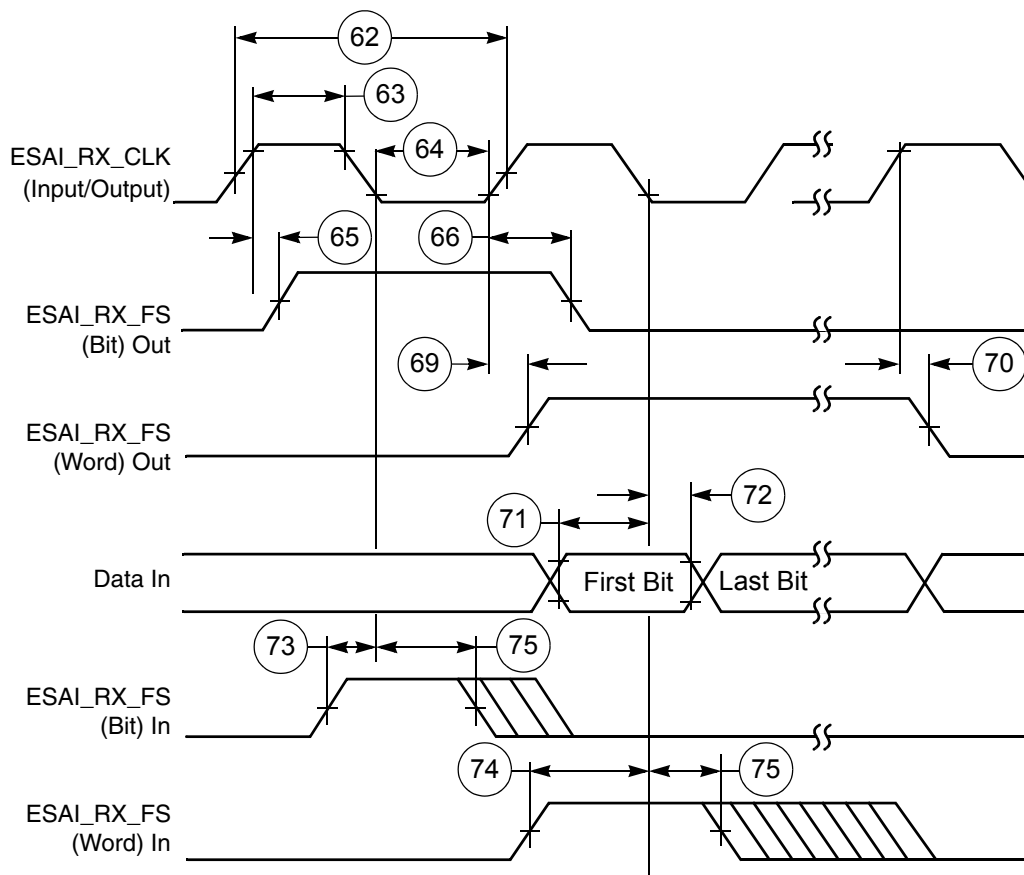 62
63
ESAI_RX_CLK
(Input/Output)
64
65
66
ESAI_RX_FS
(Bit) Out
69
70
ESAI_RX_FS
(Word) Out
71
72
Data In
First Bit
Last Bit
73
75
ESAI_RX_FS
(Bit) In
74
75
ESAI_RX_FS
(Word) In